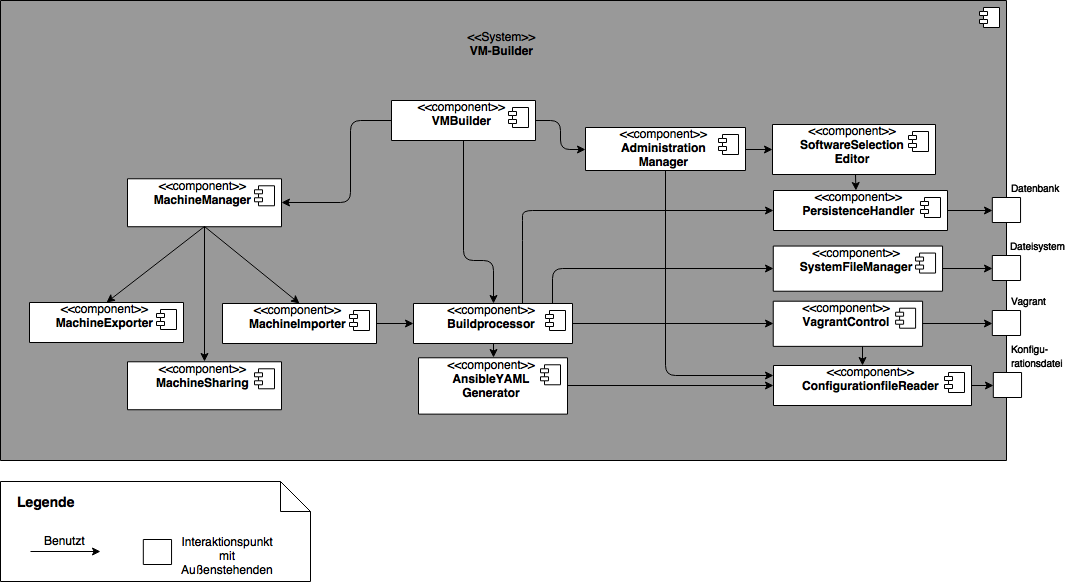 <<System>>
VM-Builder
<<component>>
VMBuilder
<<component>>
Administration
Manager
<<component>>
SoftwareSelection
Editor
<<component>>
MachineManager
<<component>>
PersistenceHandler
Datenbank
<<component>>
SystemFileManager
Dateisystem
<<component>>
MachineExporter
<<component>>
MachineImporter
<<component>>
Buildprocessor
<<component>>
VagrantControl
Vagrant
<<component>>
MachineSharing
<<component>>
AnsibleYAML
Generator
<<component>>
ConfigurationfileReader
Konfigu-
rationsdatei
Legende
Benutzt
Interaktionspunkt
mit
Außenstehenden